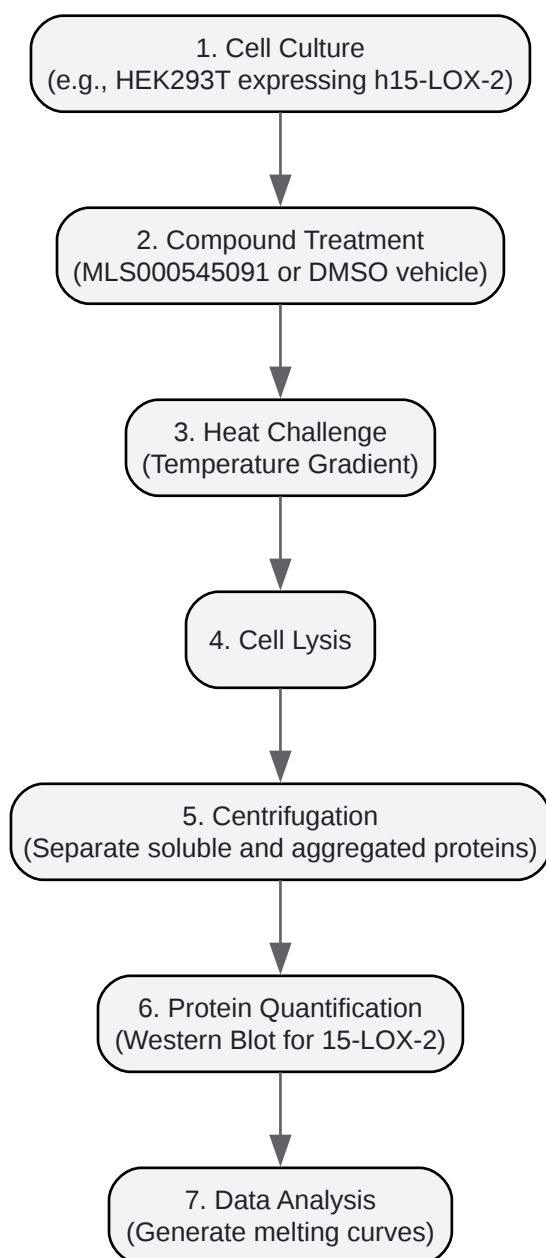 1. Cell Culture
(e.g., HEK293T expressing h15-LOX-2)
2. Compound Treatment
(MLS000545091 or DMSO vehicle)
3. Heat Challenge
(Temperature Gradient)
4. Cell Lysis
5. Centrifugation
(Separate soluble and aggregated proteins)
6. Protein Quantification
(Western Blot for 15-LOX-2)
7. Data Analysis
(Generate melting curves)